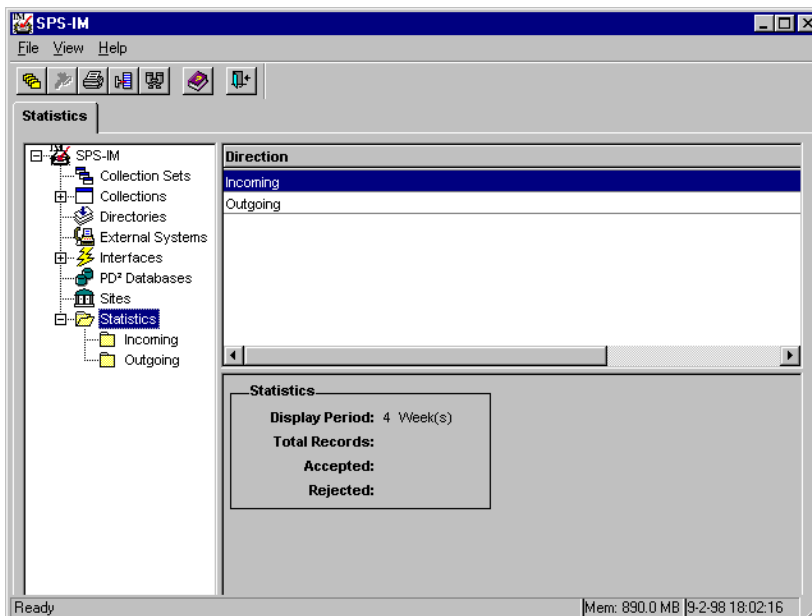 SPS-IM
File View Help
Statistics
SPS-IM
Collection Sets
Collections
Directories
External Systems
Interfaces
PD² Databases
Sites
Statistics
Incoming
Outgoing
Direction
Incoming
Outgoing
Statistics
Display Period: 4 Week(s)
Total Records:
Accepted:
Rejected:
Ready
Mem: 890.0 MB 9-2-98 18:02:16